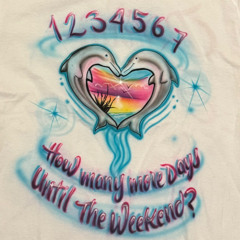 1234567
How many more Days
Until The Weekend?